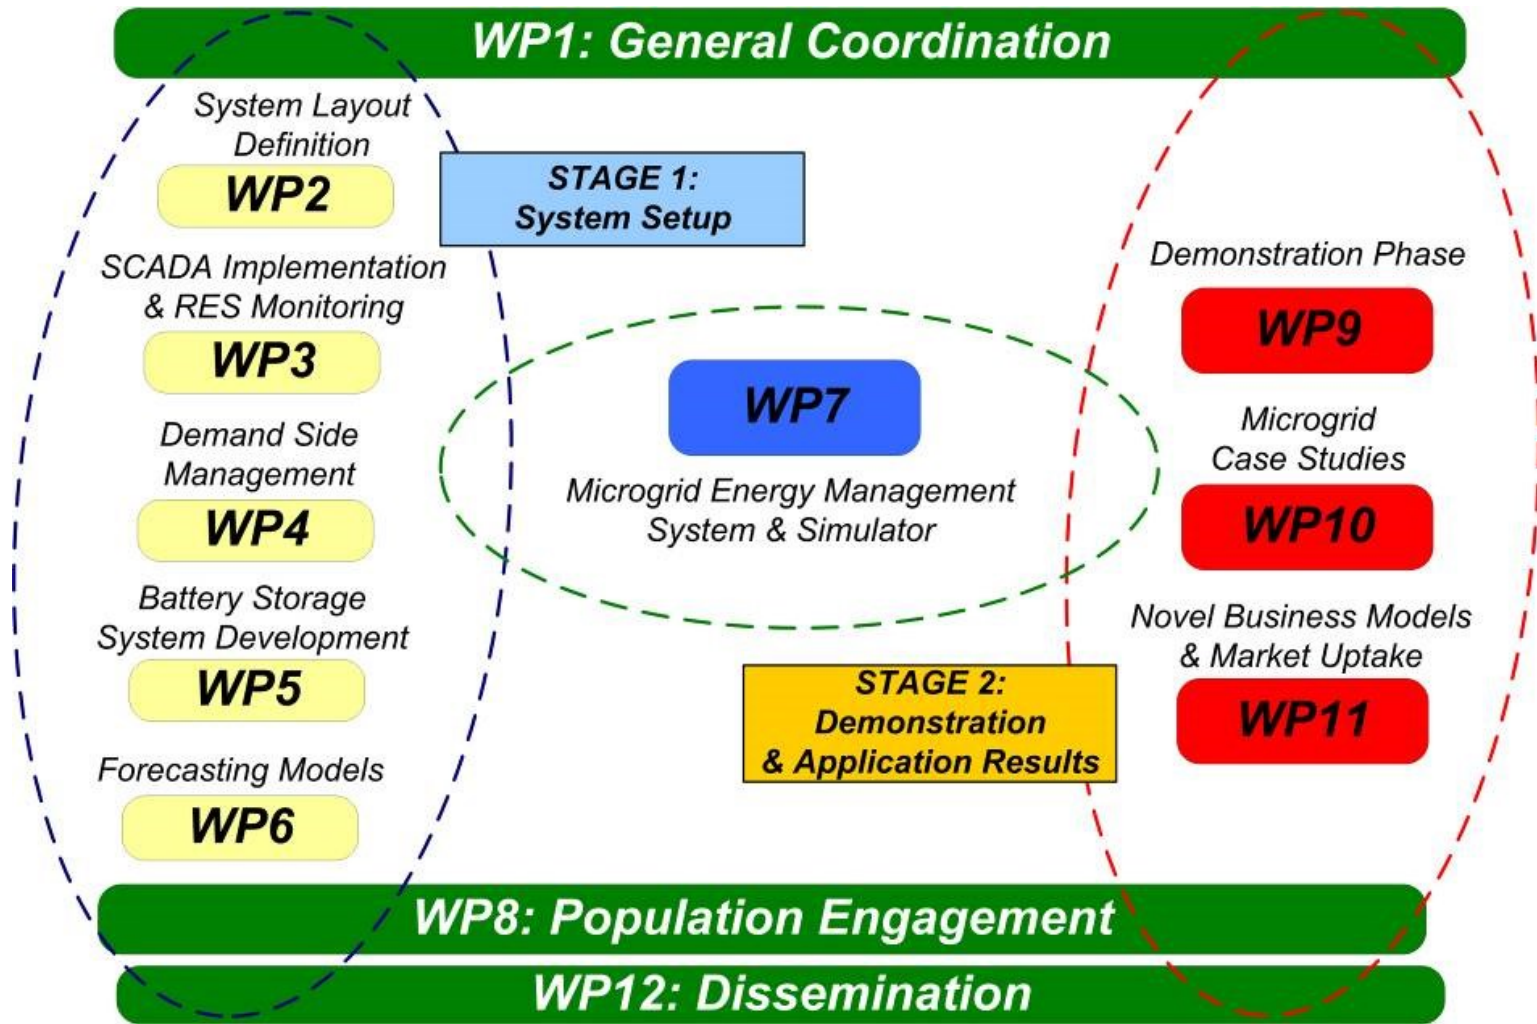 WP1: General Coordination
System Layout
Definition
WP2
SCADA Implementation
& RES Monitoring
WP3
Demand Side
Management
WP4
Battery Storage
System Development
WP5
Forecasting Models
WP6
STAGE 1:
System Setup
WP7
Microgrid Energy Management
System & Simulator
STAGE 2:
Demonstration
& Application Results
Demonstration Phase
WP9
Microgrid
Case Studies
WP10
Novel Business Models
& Market Uptake
WP11
WP8: Population Engagement
WP12: Dissemination